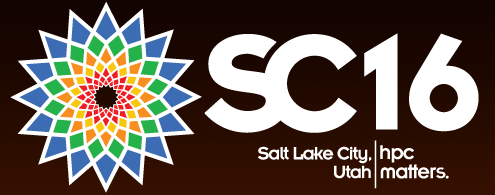 SC16
Salt Lake City, | hpc
Utah | matters.